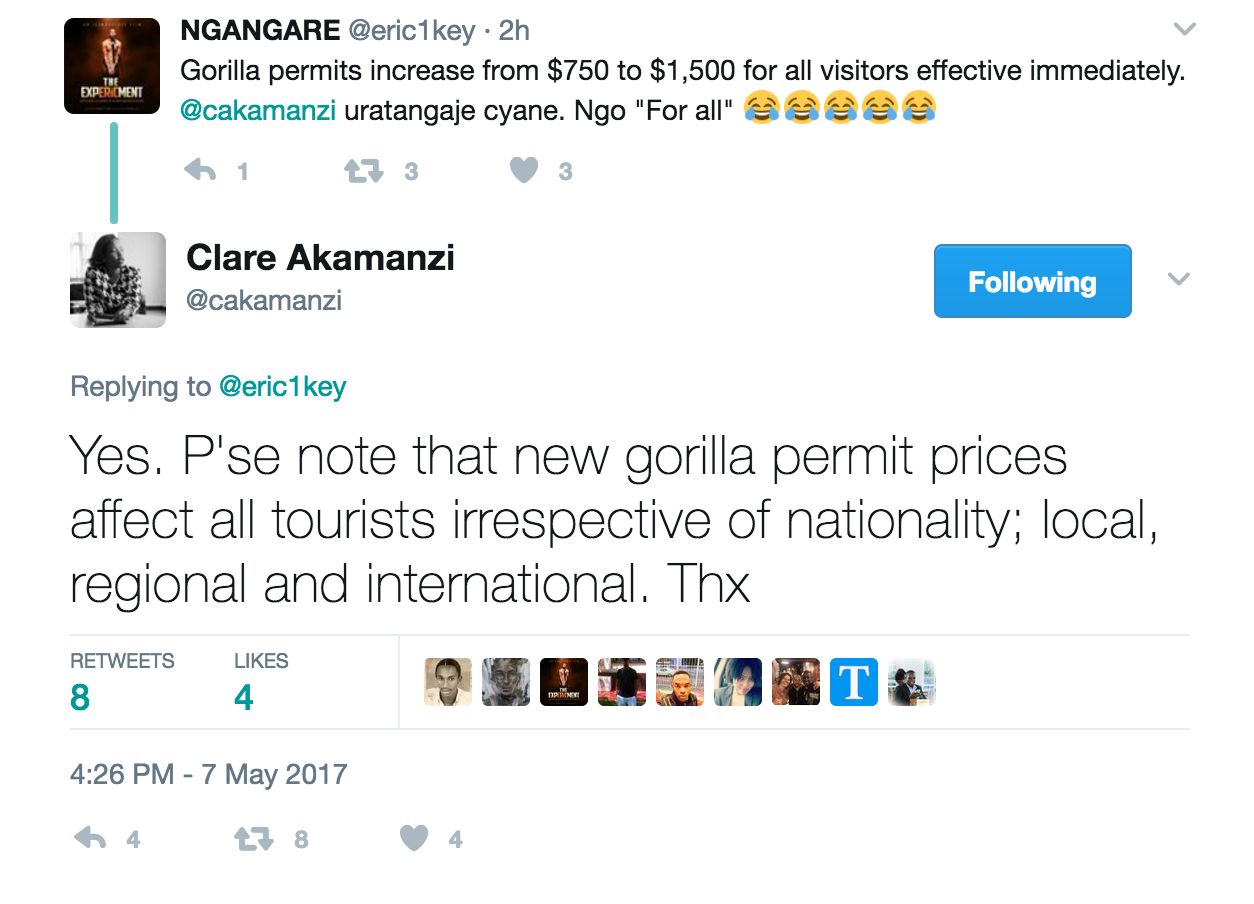 NGANGARE @eric1key · 2h
Gorilla permits increase from $750 to $1,500 for all visitors effective immediately.
@cakamanzi uratangaje cyane. Ngo "For all" 😂😂😂😂😂
1 3 3
THE
EXPERICMENT
Clare Akamanzi
@cakamanzi
Following
Replying to @eric1key
Yes. P'se note that new gorilla permit prices
affect all tourists irrespective of nationality; local,
regional and international. Thx
RETWEETS LIKES
8 4
THE
EXPERICMENT
T
4:26 PM - 7 May 2017
4 8 4